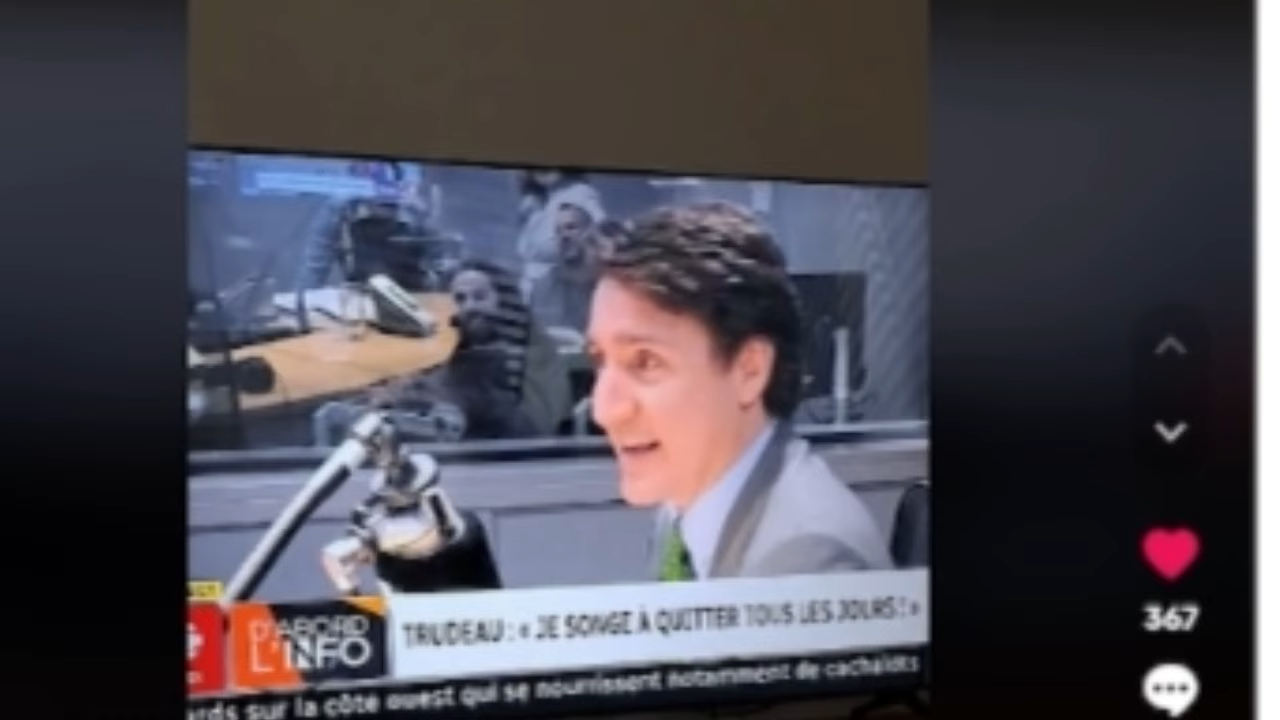 D'ABORD
L'INFO
TRUDEAU : « JE SONGE À QUITTER TOUS LES JOURS ! »
ards sur la côte ouest qui se nourrissent notamment de cachalots
367